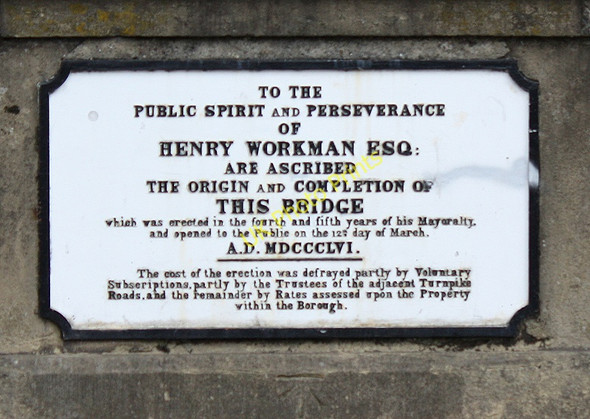 TO THE
PUBLIC SPIRIT AND PERSEVERANCE
OF
HENRY WORKMAN ESQ:
ARE ASCRIBED
THE ORIGIN AND COMPLETION OF
THIS BRIDGE
which was erected in the fourth and fifth years of his Mayoralty,
and opened to the Public on the 12th day of March.
A.D. MDCCCLVI.
The cost of the erection was defrayed partly by Voluntary
Subscriptions, partly by the Trustees of the adjacent Turnpike
Roads, and the remainder by Rates assessed upon the Property
within the Borough.